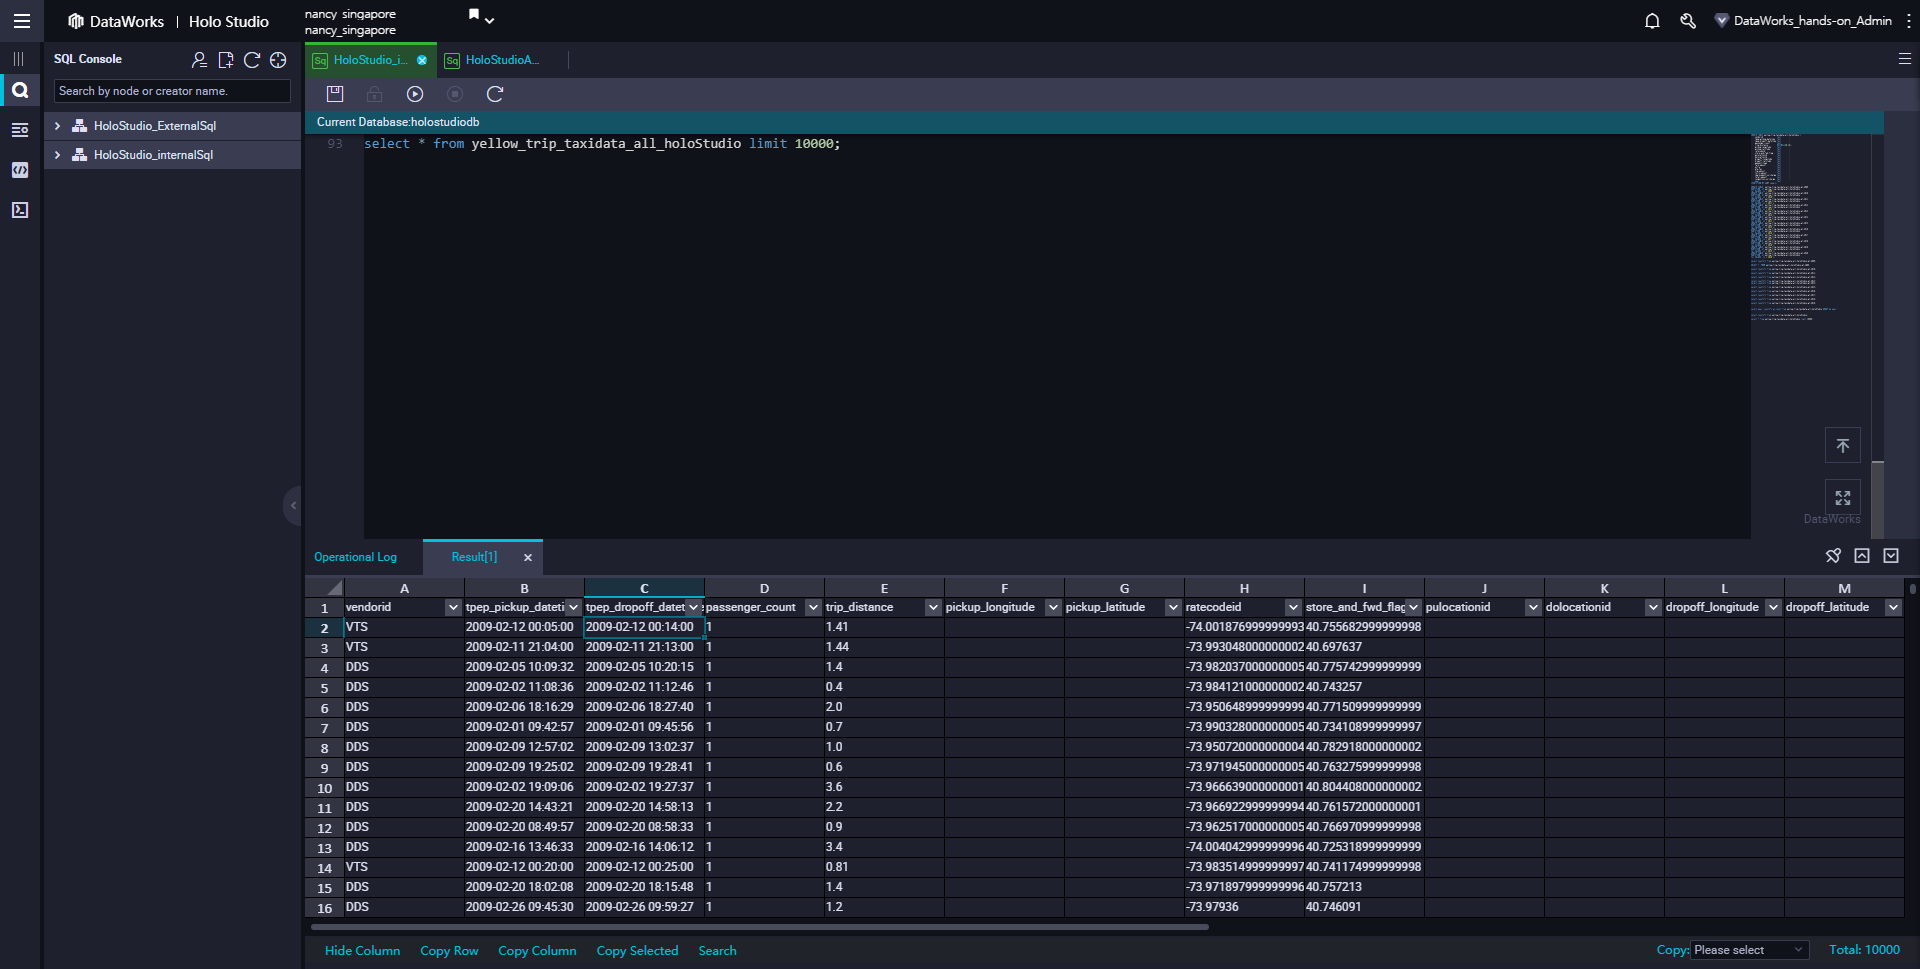 DataWorks | Holo Studio
nancy_singapore
nancy_singapore
DataWorks_hands-on_Admin
SQL Console
Search by node or creator name.
HoloStudio_ExternalSql
HoloStudio_internalSql
Sq HoloStudio_i...
Sq HoloStudioA...
Current Database:holostudiodb
93 select * from yellow_trip_taxidata_all_holoStudio limit 10000;
DataWorks
Operational Log
Result[1]
A B C D E F G H I J K L M
1 vendorid tpep_pickup_dateti tpep_dropoff_datet passenger_count trip_distance pickup_longitude pickup_latitude ratecodeid store_and_fwd_flag pulocationid dolocationid dropoff_longitude dropoff_latitude
2 VTS 2009-02-12 00:05:00 2009-02-12 00:14:00 1 1.41 -74.001876999999993 40.755682999999998
3 VTS 2009-02-11 21:04:00 2009-02-11 21:13:00 1 1.44 -73.993048000000002 40.697637
4 DDS 2009-02-05 10:09:32 2009-02-05 10:20:15 1 1.4 -73.982037000000005 40.775742999999999
5 DDS 2009-02-02 11:08:36 2009-02-02 11:12:46 1 0.4 -73.984121000000002 40.743257
6 DDS 2009-02-06 18:16:29 2009-02-06 18:27:40 1 2.0 -73.950648999999999 40.771509999999999
7 DDS 2009-02-01 09:42:57 2009-02-01 09:45:56 1 0.7 -73.990328000000005 40.734108999999997
8 DDS 2009-02-09 12:57:02 2009-02-09 13:02:37 1 1.0 -73.950720000000004 40.782918000000002
9 DDS 2009-02-09 19:25:02 2009-02-09 19:28:41 1 0.6 -73.971945000000005 40.763275999999998
10 DDS 2009-02-02 19:09:06 2009-02-02 19:27:37 1 3.6 -73.966639000000001 40.804408000000002
11 DDS 2009-02-20 14:43:21 2009-02-20 14:58:13 1 2.2 -73.966922999999994 40.761572000000001
12 DDS 2009-02-20 08:49:57 2009-02-20 08:58:33 1 0.9 -73.962517000000005 40.766970999999998
13 DDS 2009-02-16 13:46:33 2009-02-16 14:06:12 1 3.4 -74.004042999999996 40.725318999999999
14 VTS 2009-02-12 00:20:00 2009-02-12 00:25:00 1 0.81 -73.983514999999997 40.741174999999998
15 DDS 2009-02-20 18:02:08 2009-02-20 18:15:48 1 1.4 -73.971897999999996 40.757213
16 DDS 2009-02-26 09:45:30 2009-02-26 09:59:27 1 1.2 -73.97936 40.746091
Hide Column Copy Row Copy Column Copy Selected Search
Copy: Please select Total: 10000